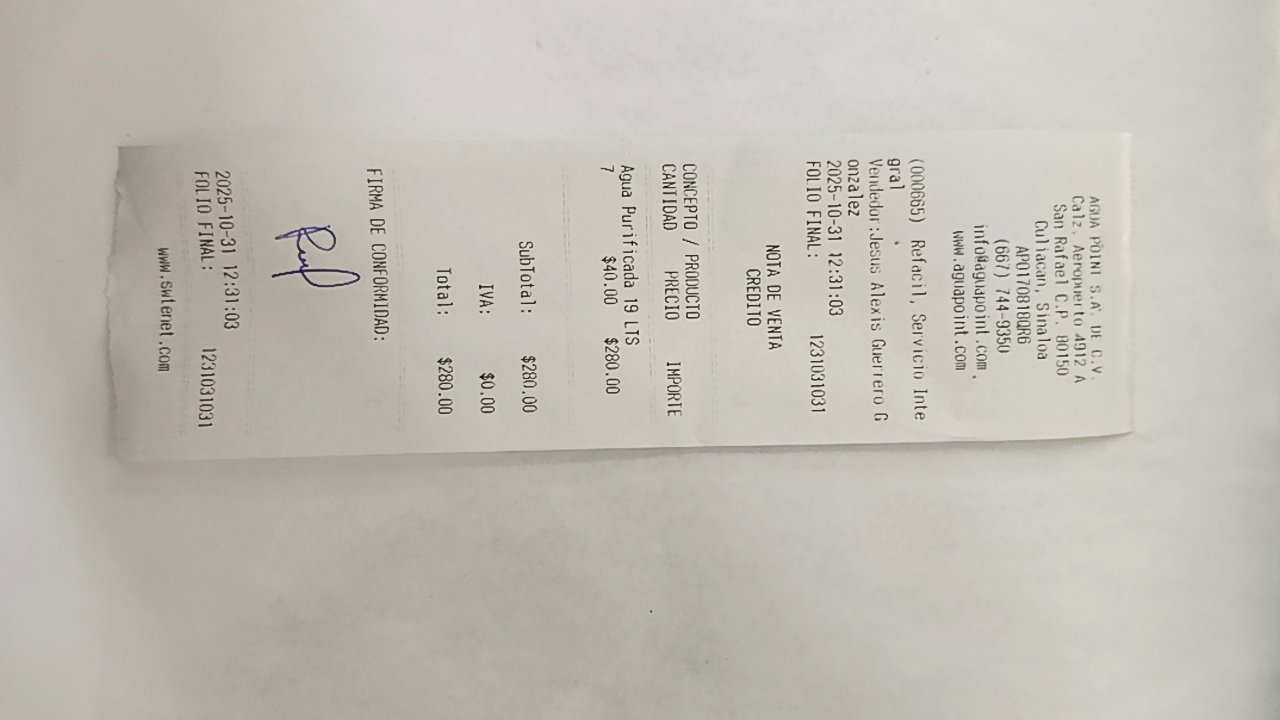 AGUA POINT S.A. DE C.V.
Calz. Aeropuerto 4912 A
San Rafael C.P. 80150
Culiacan, Sinaloa
APO170818QR6
(667) 744-9350
info@aguapoint.com
www.aguapoint.com
(000665) Refacil, Servicio Inte
gral
Vendedor:Jesus Alexis Guerrero G
onzalez
2025-10-31 12:31:03
FOLIO FINAL: 1231031031
NOTA DE VENTA
CREDITO
CONCEPTO / PRODUCTO
CANTIDAD PRECIO IMPORTE
Agua Purificada 19 LTS
7 $40.00 $280.00
SubTotal: $280.00
IVA: $0.00
Total: $280.00
FIRMA DE CONFORMIDAD:
2025-10-31 12:31:03
FOLIO FINAL: 1231031031
www.swtenet.com